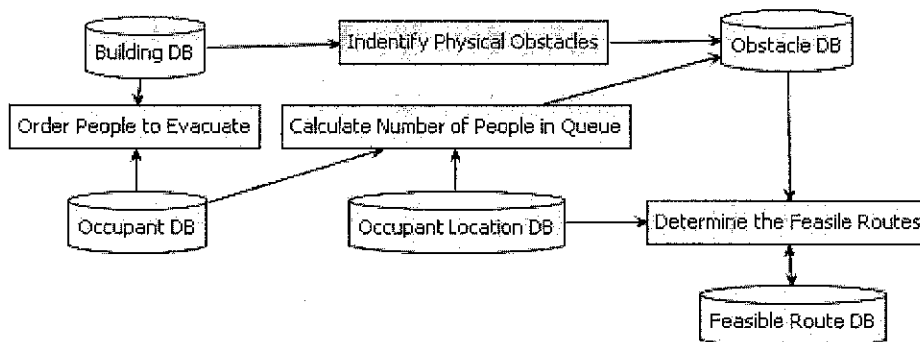 Building DB
Indentify Physical Obstacles
Obstacle DB
Order People to Evacuate
Calculate Number of People in Queue
Occupant DB
Occupant Location DB
Determine the Feasile Routes
Feasible Route DB